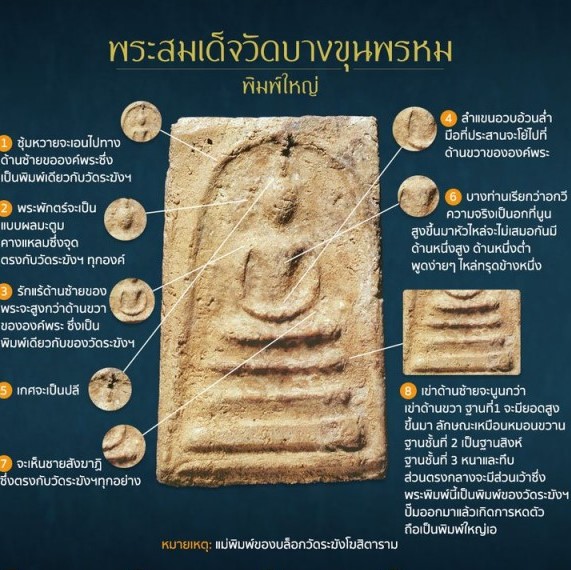 พระสมเด็จวัดบางขุนพรหม
พิมพ์ใหญ่
1 ซุ้มหวายจะเอนไปทาง
ด้านซ้ายขององค์พระซึ่ง
เป็นพิมพ์เดียวกับวัดระฆังฯ
2 พระพักตร์จะเป็น
แบบผลมะตูม
คางแหลมซึ่งจุด
ตรงกับวัดระฆังฯ ทุกองค์
3 รักแร้ด้านซ้ายของ
พระจะสูงกว่าด้านขวา
ขององค์พระ ซึ่งเป็น
พิมพ์เดียวกับของวัดระฆังฯ
5 เกศจะเป็นปลี
7 จะเห็นชายสังฆาฏิ
ซึ่งตรงกับวัดระฆังฯทุกอย่าง
4 ลำแขนอวบอ้วนล่ำ
มือที่ประสานจะโย้ไปที่
ด้านขวาขององค์พระ
6 บางท่านเรียกว่าอกวี
ความจริงเป็นอกที่นูน
สูงขึ้นมาหัวไหล่จะไม่เสมอกันมี
ด้านหนึ่งสูง ด้านหนึ่งต่ำ
พูดง่ายๆ ไหล่ทรุดข้างหนึ่ง
8 เข่าด้านซ้ายจะนูนกว่า
เข่าด้านขวา ฐานที่1 จะมียอดสูง
ขึ้นมา ลักษณะเหมือนหมอนขวาน
ฐานชั้นที่ 2 เป็นฐานสิงห์
ฐานชั้นที่ 3 หนาและทึบ
ส่วนตรงกลางจะมีส่วนเว้าซึ่ง
พระพิมพ์นี้เป็นพิมพ์ของวัดระฆังฯ
ปั๊มออกมาแล้วเกิดการหดตัว
ถือเป็นพิมพ์ใหญ่เอ
หมายเหตุ: แม่พิมพ์ของบล็อกวัดระฆังโฆสิตาราม